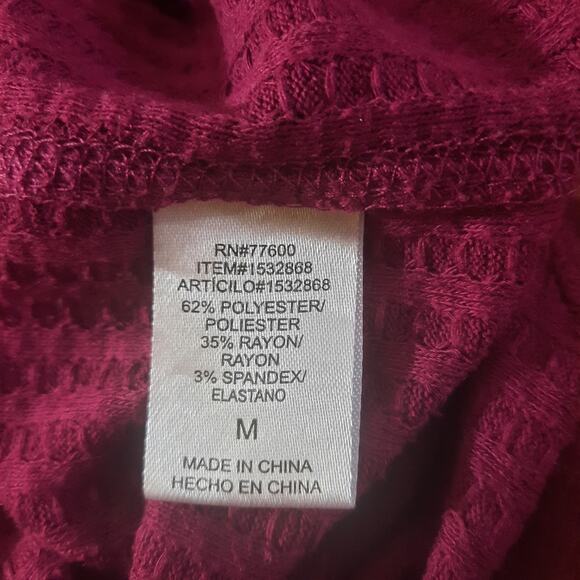 RN#77600
ITEM#1532868
ARTÍCILO#1532868
62% POLYESTER/
POLIESTER
35% RAYON/
RAYON
3% SPANDEX/
ELASTANO
M
MADE IN CHINA
HECHO EN CHINA